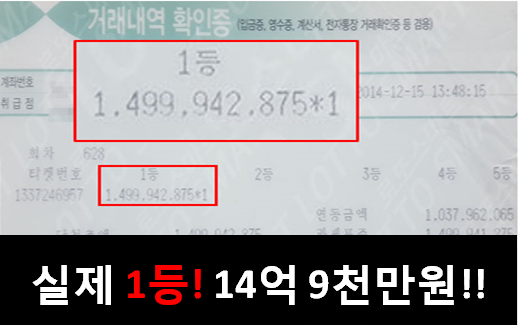 거래내역 확인증 (입금증, 영수증, 계산서, 전자통장 거래확인증 등 겸용)
1등
계좌번호
1.499.942.875*1
취급점
2014-12-15 13:48:15
회차 628
티켓번호 1등 2등 3등 4등 5등
1337246957 1.499.942.875*1
연등금액 1,037,962,065
1,499,942,875 1,499,941,875
실제 1등! 14억 9천만원!!